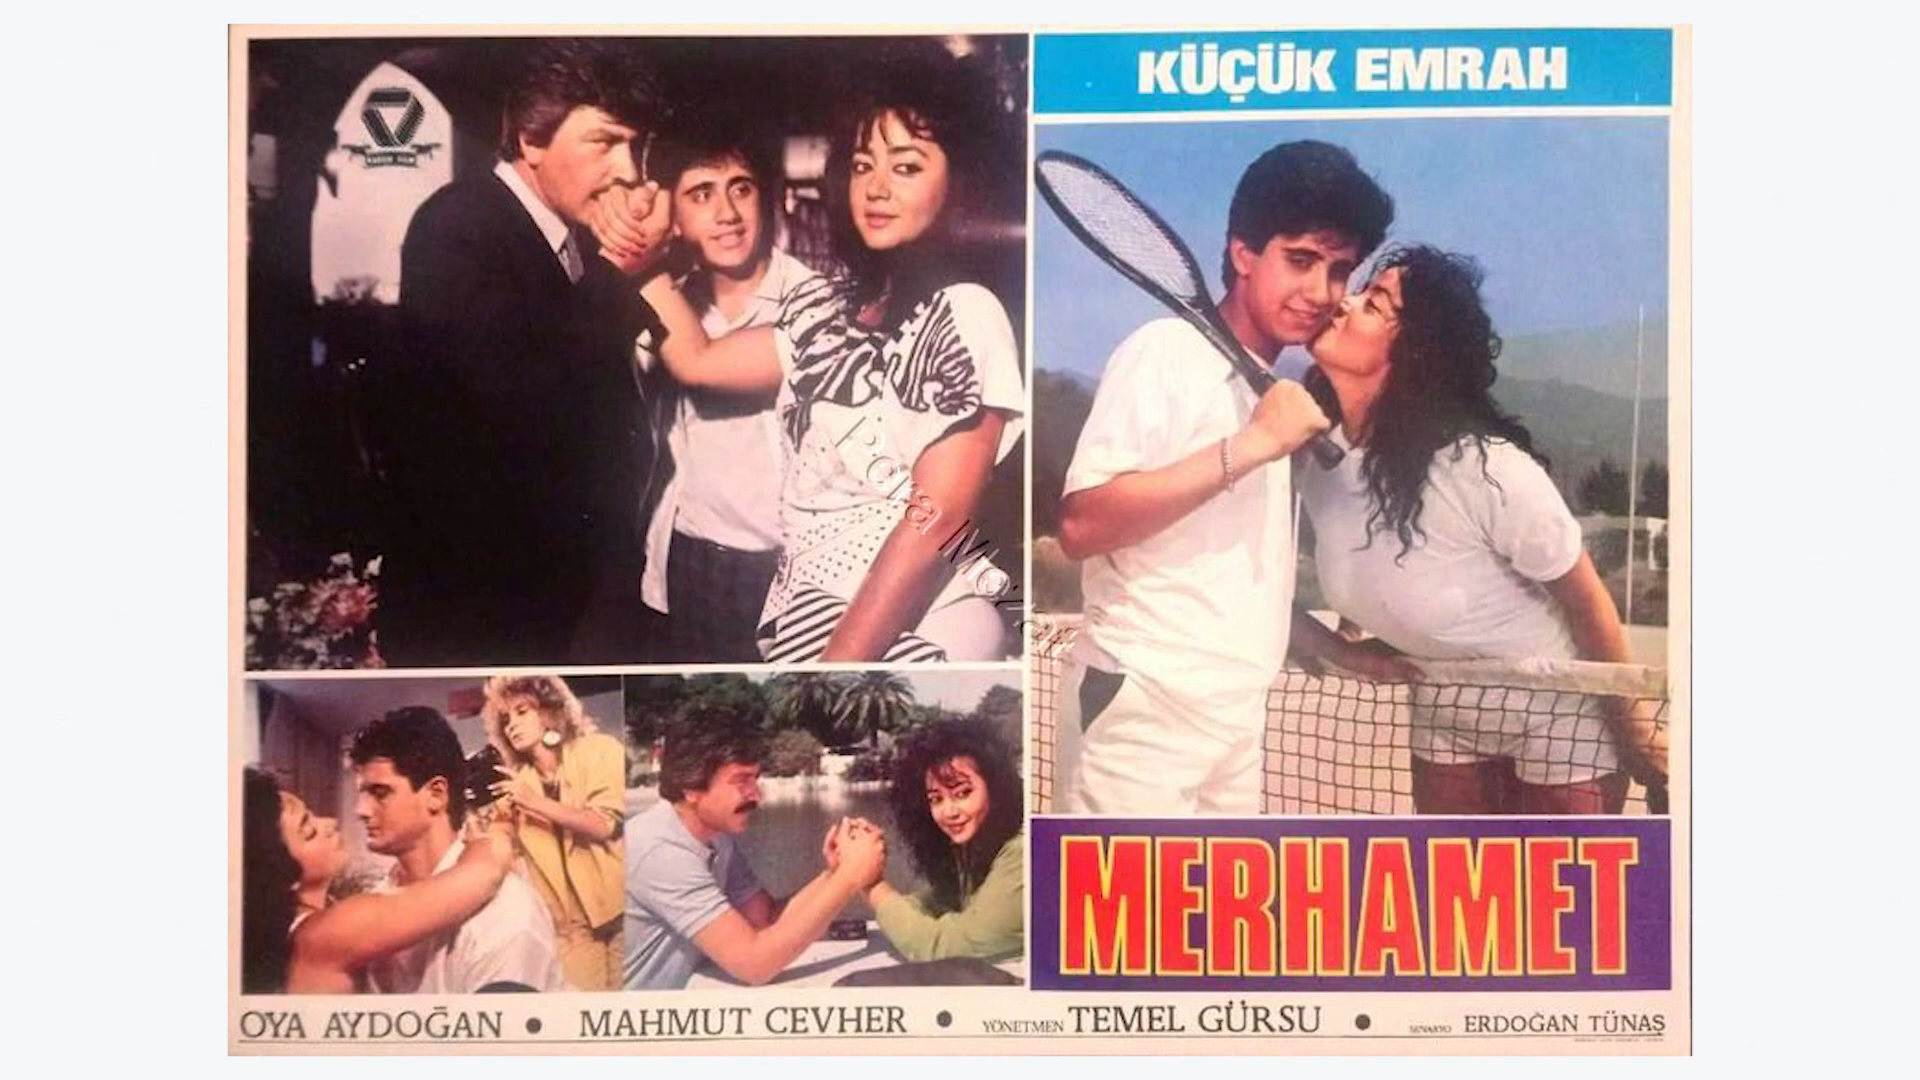 KÜÇÜK EMRAH
MERHAMET
OYA AYDOĞAN • MAHMUT CEVHER • YÖNETMEN TEMEL GÜRSU • SENARYO ERDOĞAN TÜNAŞ